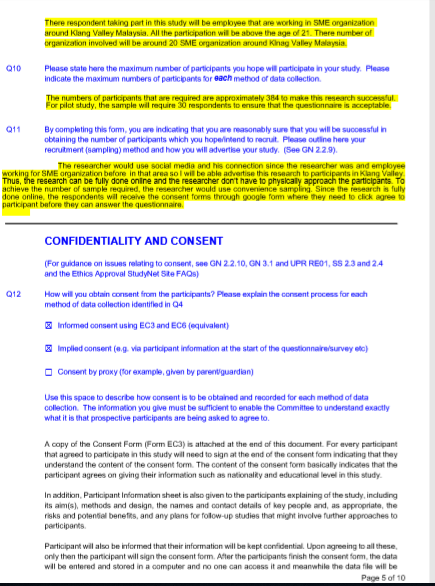 There respondent taking part in this study will be employee that are working in SME organization
around Klang Valley Malaysia. All the participation will be above the age of 21. There number of
organization involved will be around 20 SME organization around Klnag Valley Malaysia.
Q10 Please state here the maximum number of participants you hope will participate in your study. Please
indicate the maximum numbers of participants for each method of data collection.
The numbers of participants that are required are approximately 384 to make this research successful.
For pilot study, the sample will require 30 respondents to ensure that the questionnaire is acceptable.
Q11 By completing this form, you are indicating that you are reasonably sure that you will be successful in
obtaining the number of participants which you hope/intend to recruit. Please outline here your
recruitment (sampling) method and how you will advertise your study. (See GN 2.2.9).
The researcher would use social media and his connection since the researcher was and employee
working for SME organization before in that area so I will be able advertise this research to participants in Klang Valley.
Thus, the research can be fully done online and the researcher don't have to physically approach the participants. To
achieve the number of sample required, the researcher would use convenience sampling. Since the research is fully
done online, the respondents will receive the consent forms through google form where they need to click agree to
participant before they can answer the questionnaire.
CONFIDENTIALITY AND CONSENT
(For guidance on issues relating to consent, see GN 2.2.10, GN 3.1 and UPR RE01, SS 2.3 and 2.4
and the Ethics Approval StudyNet Site FAQs)
Q12 How will you obtain consent from the participants? Please explain the consent process for each
method of data collection identified in Q4
☒ Informed consent using EC3 and EC6 (equivalent)
☒ Implied consent (e.g. via participant information at the start of the questionnaire/survey etc)
☐ Consent by proxy (for example, given by parent/guardian)
Use this space to describe how consent is to be obtained and recorded for each method of data
collection. The information you give must be sufficient to enable the Committee to understand exactly
what it is that prospective participants are being asked to agree to.
A copy of the Consent Form (Form EC3) is attached at the end of this document. For every participant
that agreed to participate in this study will need to sign at the end of the consent form indicating that they
understand the content of the consent form. The content of the consent form basically indicates that the
participant agrees on giving their information such as nationality and educational level in this study.
In addition, Participant Information sheet is also given to the participants explaining of the study, including
its aim(s), methods and design, the names and contact details of key people and, as appropriate, the
risks and potential benefits, and any plans for follow-up studies that might involve further approaches to
participants.
Participant will also be informed that their information will be kept confidential. Upon agreeing to all these,
only then the participant will sign the consent form. After the participants finish the consent form, the data
will be entered and stored in a computer and no one can access it and meanwhile the data file will be
Page 5 of 10